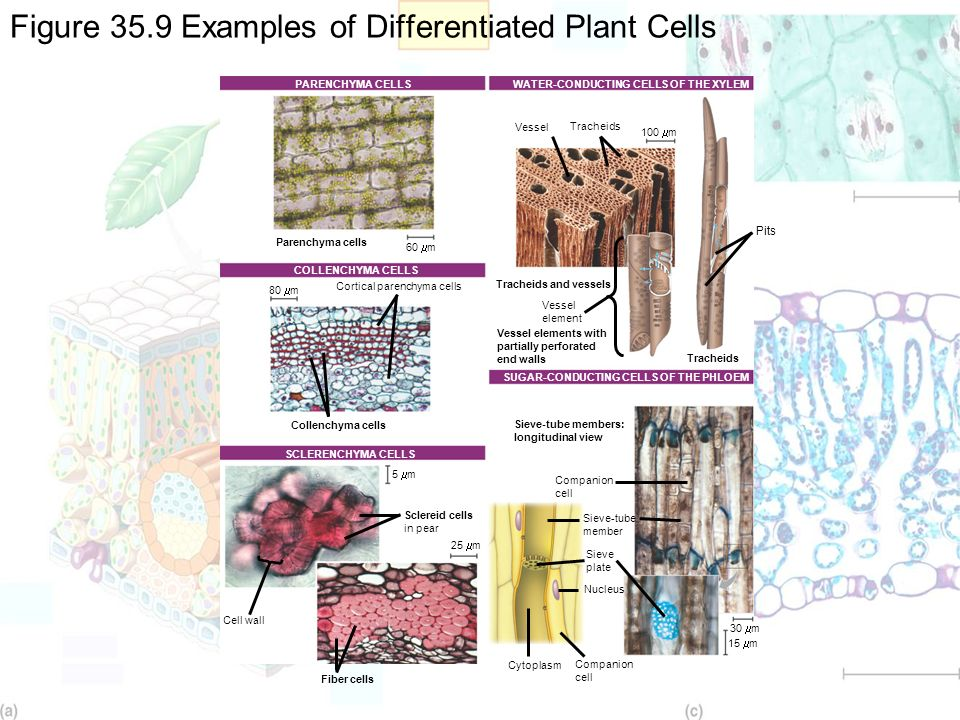 Figure 35.9 Examples of Differentiated Plant Cells
PARENCHYMA CELLS
Parenchyma cells
60 μm
COLLENCHYMA CELLS
80 μm
Cortical parenchyma cells
Collenchyma cells
SCLERENCHYMA CELLS
5 μm
Sclereid cells
in pear
25 μm
Cell wall
Fiber cells
WATER-CONDUCTING CELLS OF THE XYLEM
Vessel
Tracheids
100 μm
Pits
Tracheids and vessels
Vessel
element
Vessel elements with
partially perforated
end walls
Tracheids
SUGAR-CONDUCTING CELLS OF THE PHLOEM
Sieve-tube members:
longitudinal view
Companion
cell
Sieve-tube
member
Sieve
plate
Nucleus
30 μm
15 μm
Cytoplasm
Companion
cell
(a)
(c)